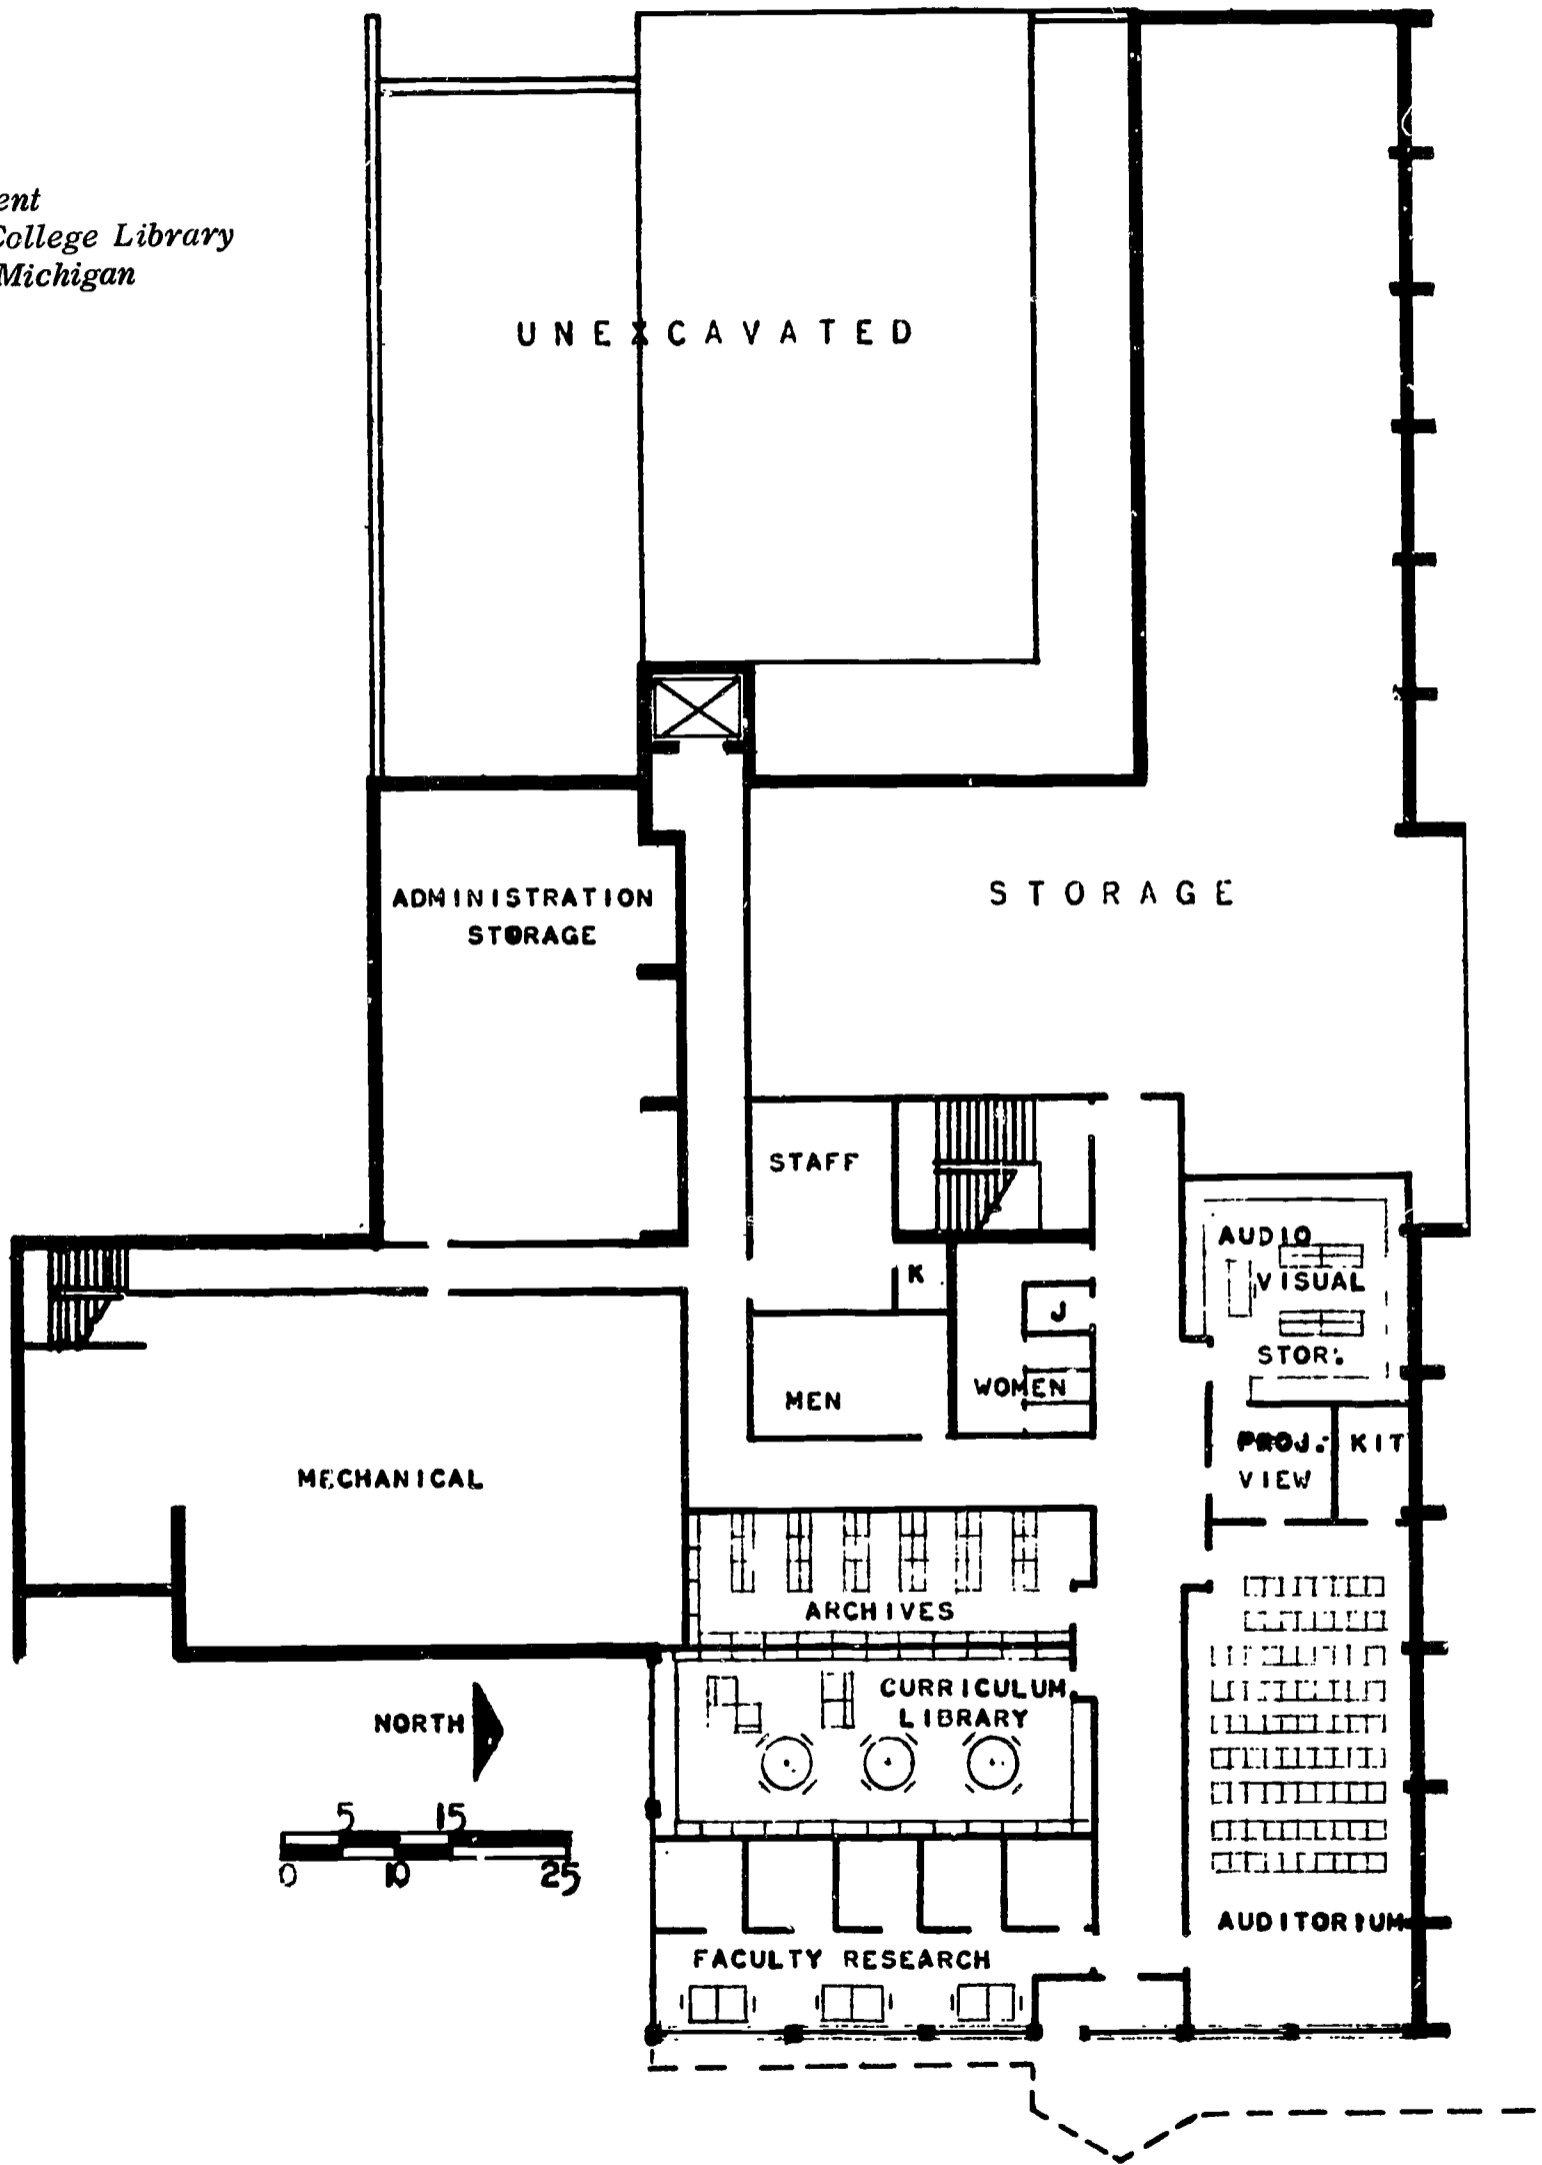 ent
College Library
Michigan
UNEXCAVATED
ADMINISTRATION
STORAGE
STORAGE
STAFF
K
J
MEN
WOMEN
AUDIO
VISUAL
STOR.
PROJ.
VIEW
KIT
MECHANICAL
ARCHIVES
CURRICULUM
LIBRARY
NORTH
5 15
0 10 25
FACULTY RESEARCH
AUDITORIUM